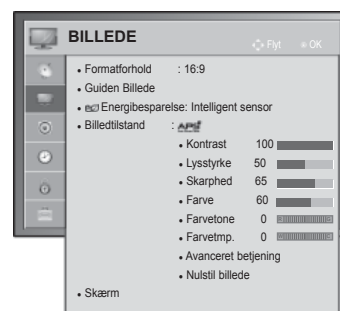 BILLEDE
Flyt OK
Formatforhold : 16:9
Guiden Billede
Energibesparelse: Intelligent sensor
Billedtilstand :
Kontrast 100
Lysstyrke 50
Skarphed 65
Farve 60
Farvetone 0
Farvetmp. 0
Avanceret betjening
Nulstil billede
Skærm